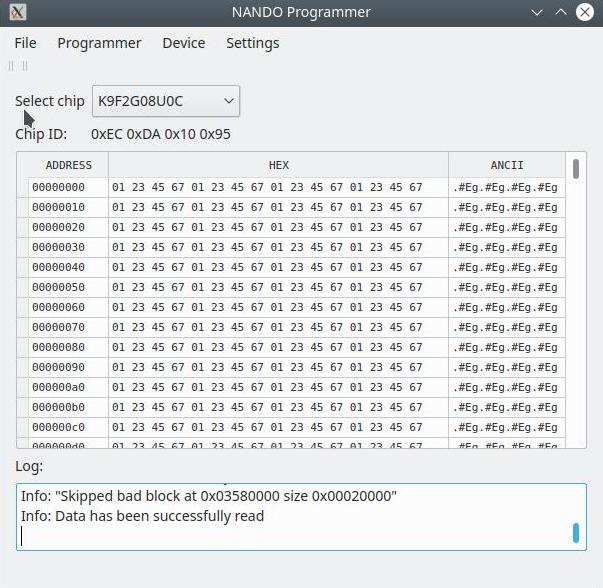 NANDO Programmer
File Programmer Device Settings
Select chip K9F2G08U0C
Chip ID: 0xEC 0xDA 0x10 0x95
ADDRESS HEX ANCII
00000000 01 23 45 67 01 23 45 67 01 23 45 67 01 23 45 67 .#Eg.#Eg.#Eg.#Eg
00000010 01 23 45 67 01 23 45 67 01 23 45 67 01 23 45 67 .#Eg.#Eg.#Eg.#Eg
00000020 01 23 45 67 01 23 45 67 01 23 45 67 01 23 45 67 .#Eg.#Eg.#Eg.#Eg
00000030 01 23 45 67 01 23 45 67 01 23 45 67 01 23 45 67 .#Eg.#Eg.#Eg.#Eg
00000040 01 23 45 67 01 23 45 67 01 23 45 67 01 23 45 67 .#Eg.#Eg.#Eg.#Eg
00000050 01 23 45 67 01 23 45 67 01 23 45 67 01 23 45 67 .#Eg.#Eg.#Eg.#Eg
00000060 01 23 45 67 01 23 45 67 01 23 45 67 01 23 45 67 .#Eg.#Eg.#Eg.#Eg
00000070 01 23 45 67 01 23 45 67 01 23 45 67 01 23 45 67 .#Eg.#Eg.#Eg.#Eg
00000080 01 23 45 67 01 23 45 67 01 23 45 67 01 23 45 67 .#Eg.#Eg.#Eg.#Eg
00000090 01 23 45 67 01 23 45 67 01 23 45 67 01 23 45 67 .#Eg.#Eg.#Eg.#Eg
000000a0 01 23 45 67 01 23 45 67 01 23 45 67 01 23 45 67 .#Eg.#Eg.#Eg.#Eg
000000b0 01 23 45 67 01 23 45 67 01 23 45 67 01 23 45 67 .#Eg.#Eg.#Eg.#Eg
000000c0 01 23 45 67 01 23 45 67 01 23 45 67 01 23 45 67 .#Eg.#Eg.#Eg.#Eg
000000d0 01 23 45 67 01 23 45 67 01 23 45 67 01 23 45 67 .#Eg.#Eg.#Eg.#Eg
Log:
Info: "Skipped bad block at 0x03580000 size 0x00020000"
Info: Data has been successfully read